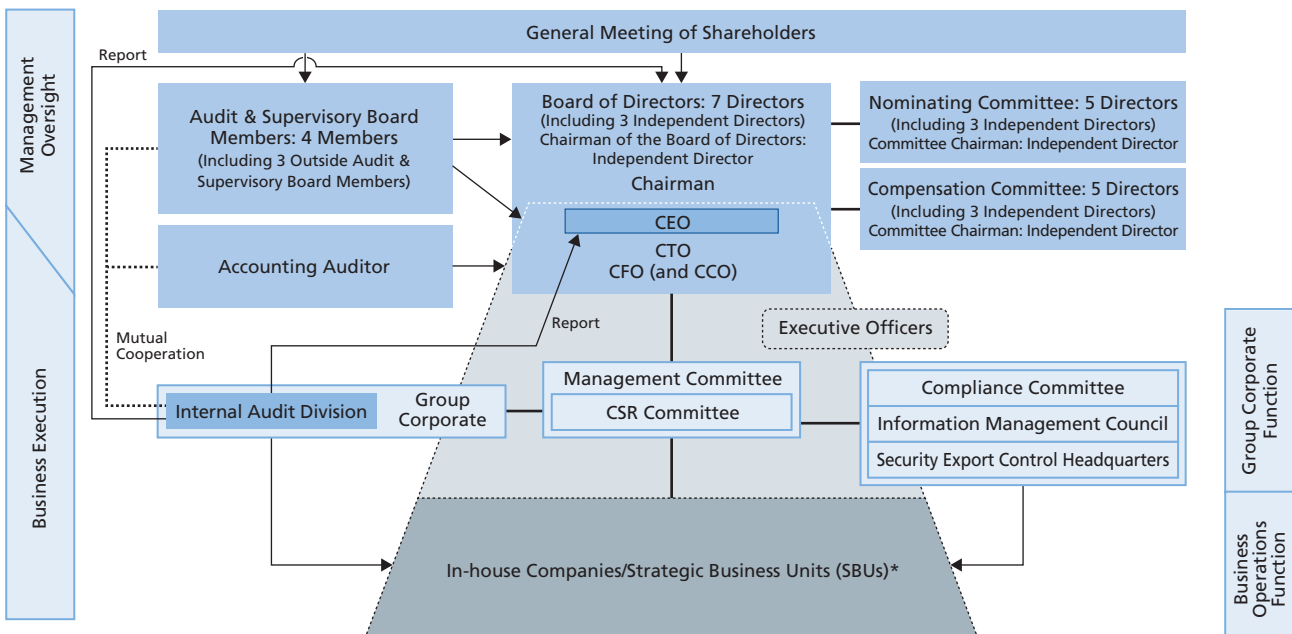 General Meeting of Shareholders
Report
Management
Oversight
Audit & Supervisory Board
Members: 4 Members
(Including 3 Outside Audit &
Supervisory Board Members)
Board of Directors: 7 Directors
(Including 3 Independent Directors)
Chairman of the Board of Directors:
Independent Director
Chairman
Nominating Committee: 5 Directors
(Including 3 Independent Directors)
Committee Chairman: Independent Director
Compensation Committee: 5 Directors
(Including 3 Independent Directors)
Committee Chairman: Independent Director
CEO
CTO
CFO (and CCO)
Accounting Auditor
Report
Executive Officers
Mutual
Cooperation
Business Execution
Internal Audit Division
Group
Corporate
Management Committee
CSR Committee
Compliance Committee
Information Management Council
Security Export Control Headquarters
Group Corporate
Function
In-house Companies/Strategic Business Units (SBUs)*
Business
Operations
Function